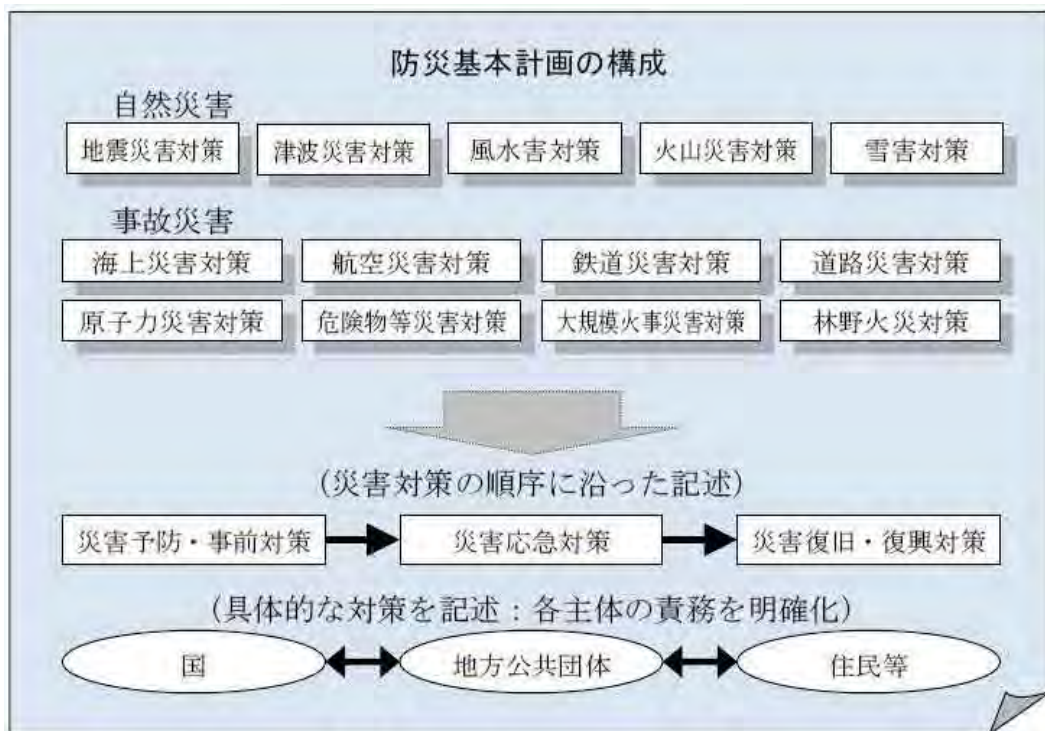 防災基本計画の構成
自然災害
地震災害対策 津波災害対策 風水害対策 火山災害対策 雪害対策
事故災害
海上災害対策 航空災害対策 鉄道災害対策 道路災害対策
原子力災害対策 危険物等災害対策 大規模火事災害対策 林野火災対策
(災害対策の順序に沿った記述)
災害予防・事前対策 災害応急対策 災害復旧・復興対策
(具体的な対策を記述：各主体の責務を明確化)
国 地方公共団体 住民等